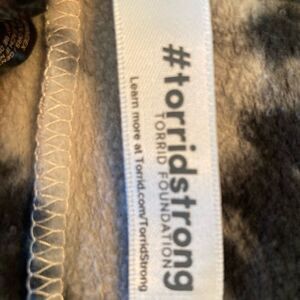 #torridstrong
TORRID FOUNDATION
Learn more at Torrid.com/TorridStrong